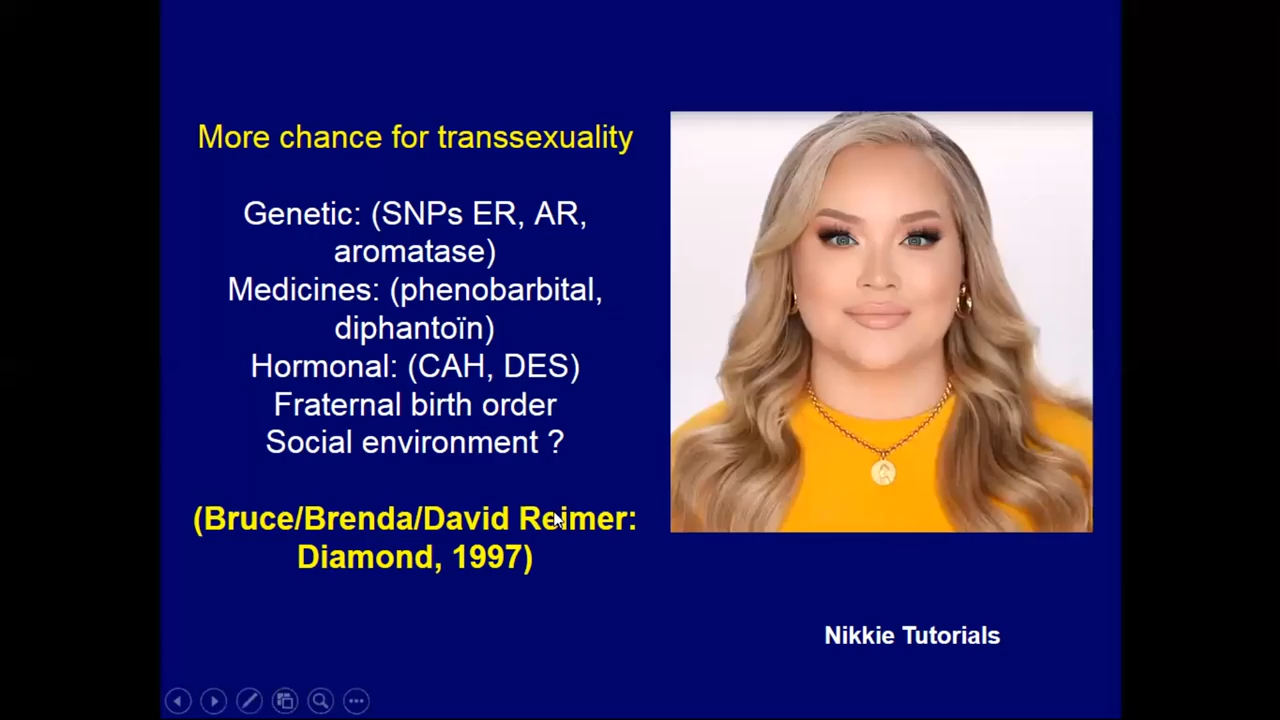 More chance for transsexuality
Genetic: (SNPs ER, AR,
aromatase)
Medicines: (phenobarbital,
diphantoïn)
Hormonal: (CAH, DES)
Fraternal birth order
Social environment ?
(Bruce/Brenda/David Reimer:
Diamond, 1997)
Nikkie Tutorials